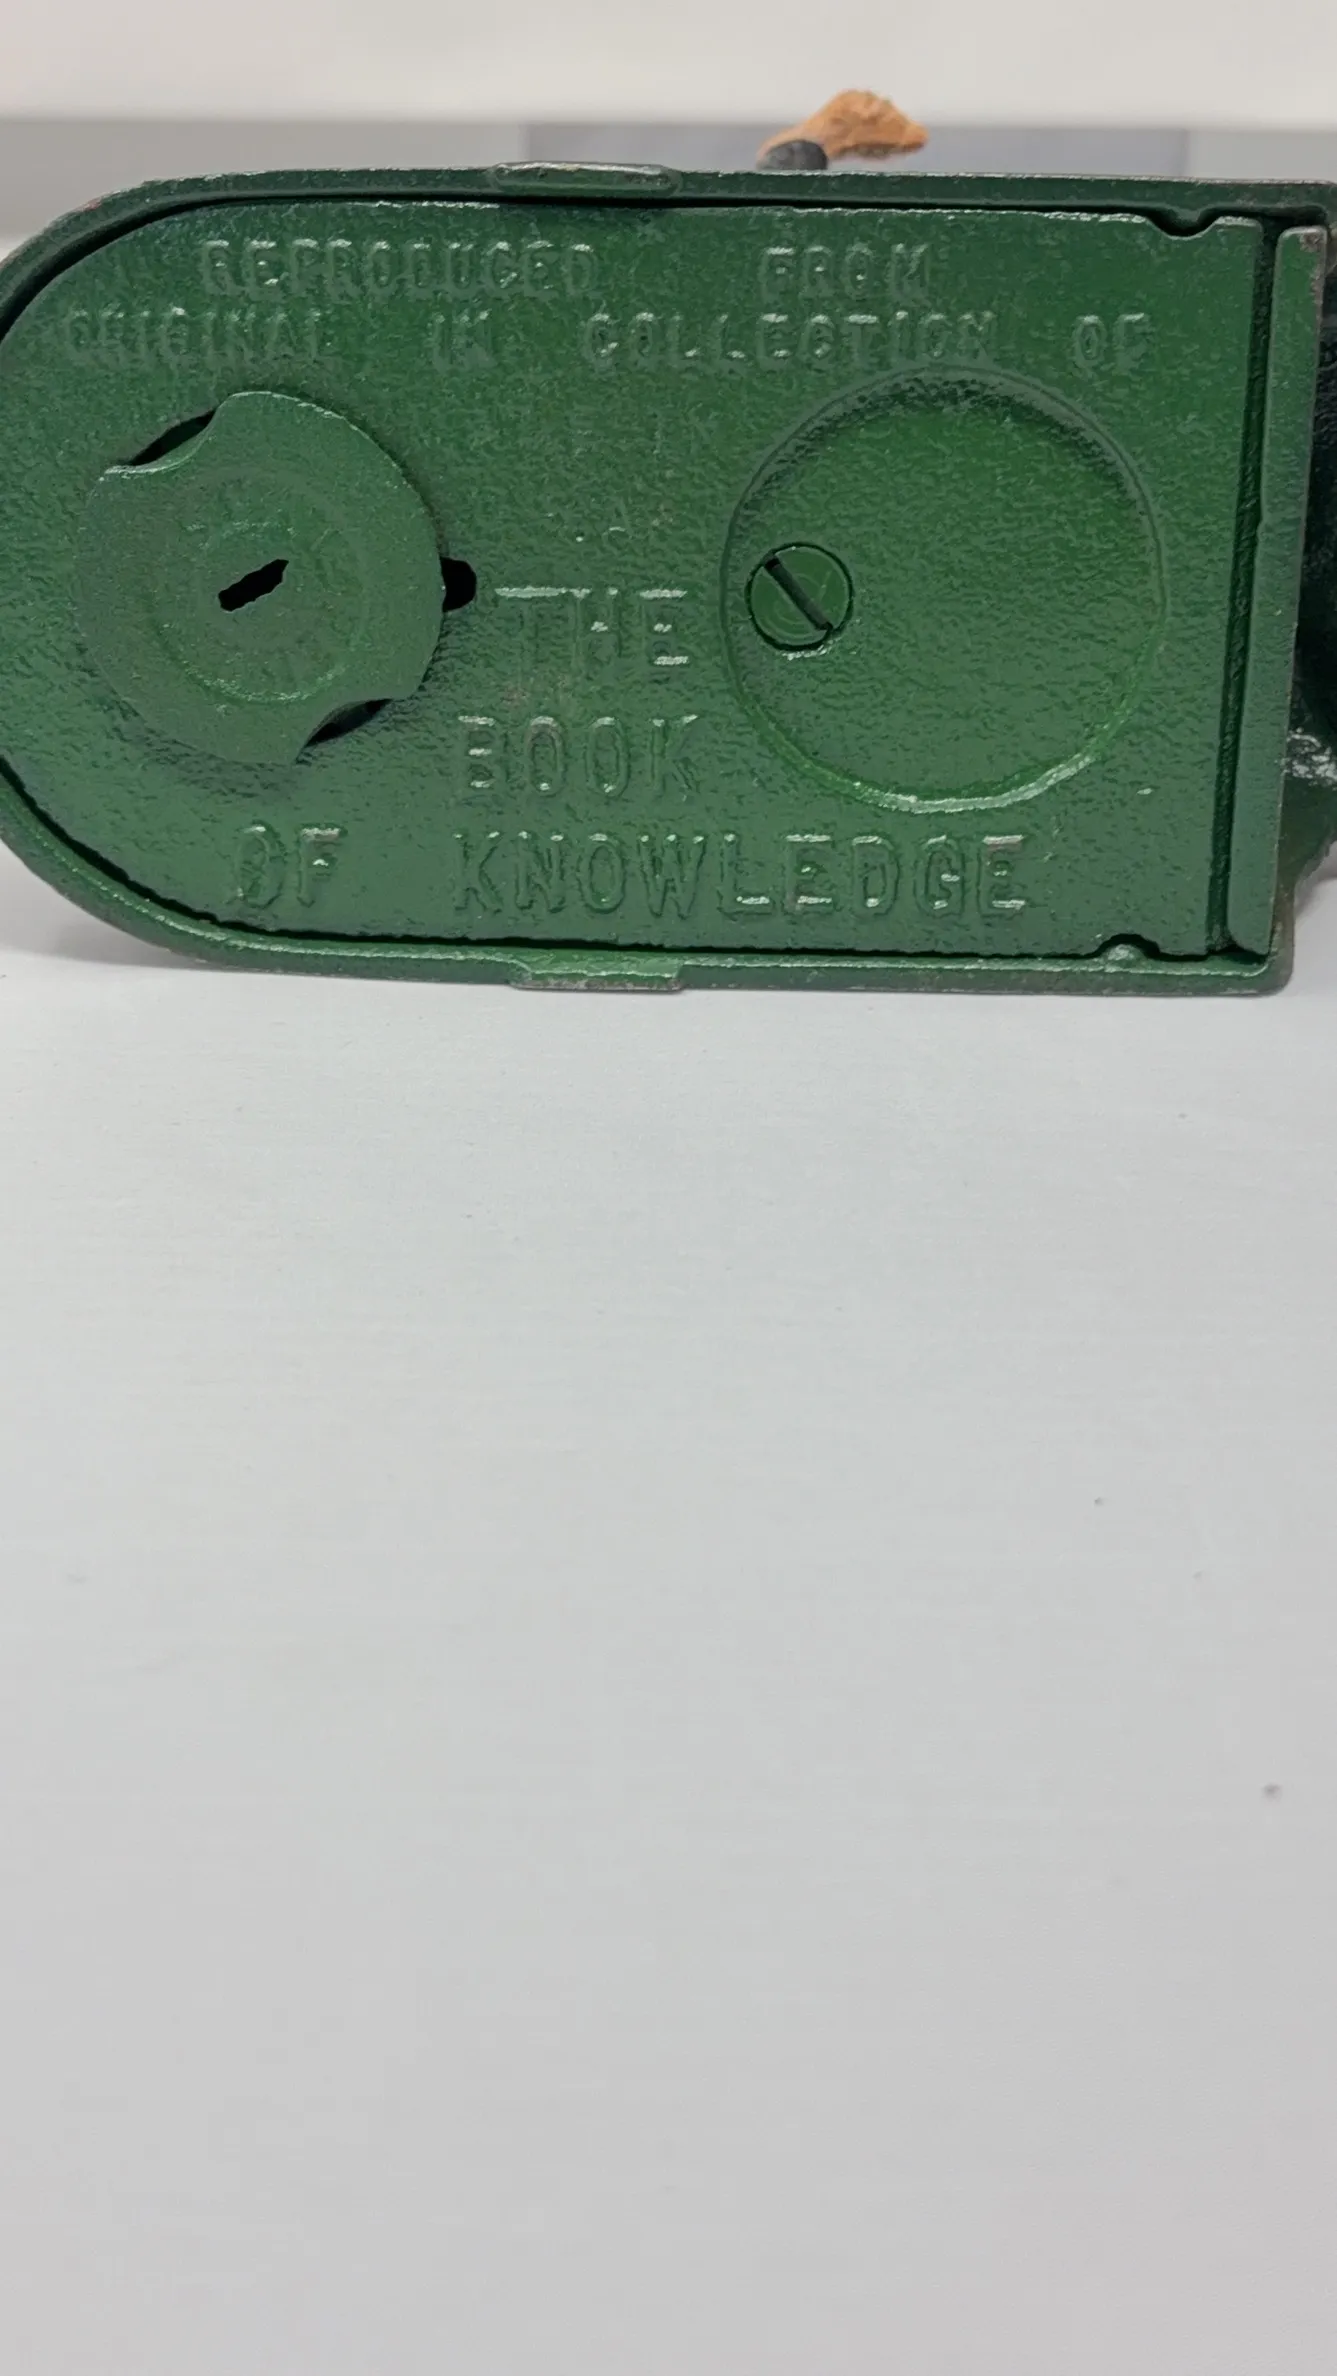 REPRODUCED FROM
ORIGINAL IN COLLECTION OF
THE
BOOK
OF KNOWLEDGE